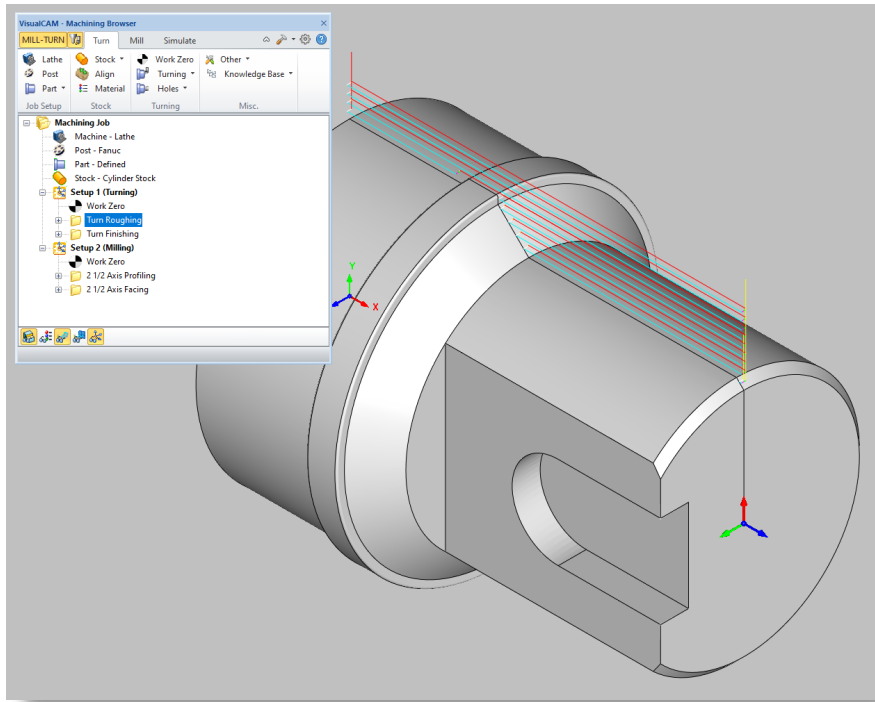 VisualCAM - Machining Browser
MILL-TURN Turn Mill Simulate
Lathe Stock Work Zero Other
Post Align Turning Knowledge Base
Part Material Holes
Job Setup Stock Turning Misc.
Machining Job
Machine - Lathe
Post - Fanuc
Part - Defined
Stock - Cylinder Stock
Setup 1 (Turning)
Work Zero
Turn Roughing
Turn Finishing
Setup 2 (Milling)
Work Zero
2 1/2 Axis Profiling
2 1/2 Axis Facing
Y
X